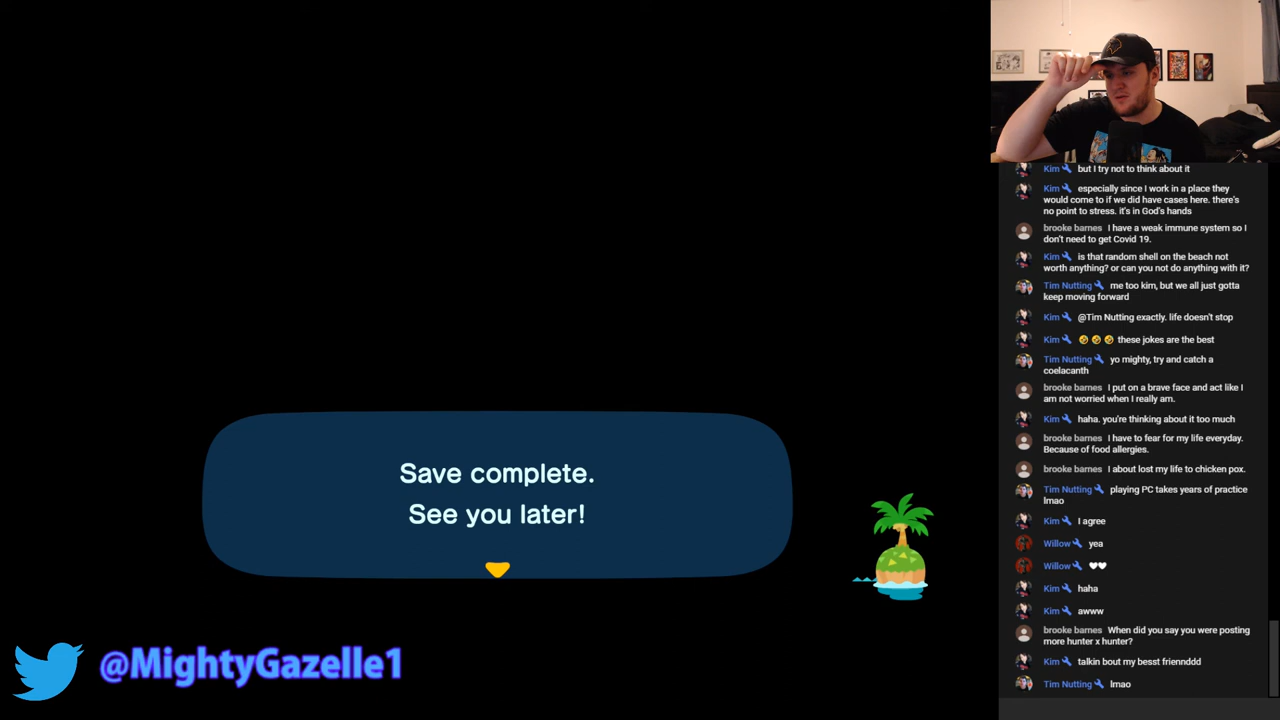 Kim but I try not to think about it
Kim especially since I work in a place they
would come to if we did have cases here. there's
no point to stress. it's in God's hands
brooke barnes I have a weak immune system so I
don't need to get Covid 19.
Kim is that random shell on the beach not
worth anything? or can you not do anything with it?
Tim Nutting me too kim, but we all just gotta
keep moving forward
Kim @Tim Nutting exactly. life doesn't stop
Kim 🤣 🤣 🤣 these jokes are the best
Tim Nutting yo mighty, try and catch a
coelacanth
brooke barnes I put on a brave face and act like I
am not worried when I really am.
Kim haha. you're thinking about it too much
brooke barnes I have to fear for my life everyday.
Because of food allergies.
brooke barnes I about lost my life to chicken pox.
Tim Nutting playing PC takes years of practice
lmao
Kim I agree
Willow yea
Willow 🤍🤍
Kim haha
Kim awww
brooke barnes When did you say you were posting
more hunter x hunter?
Kim talkin bout my besst friennddd
Tim Nutting lmao
Save complete.
See you later!
@MightyGazelle1